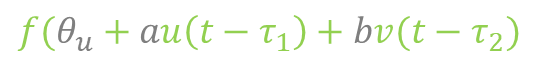 f(θ_u + au(t − τ_1) + bv(t − τ_2)